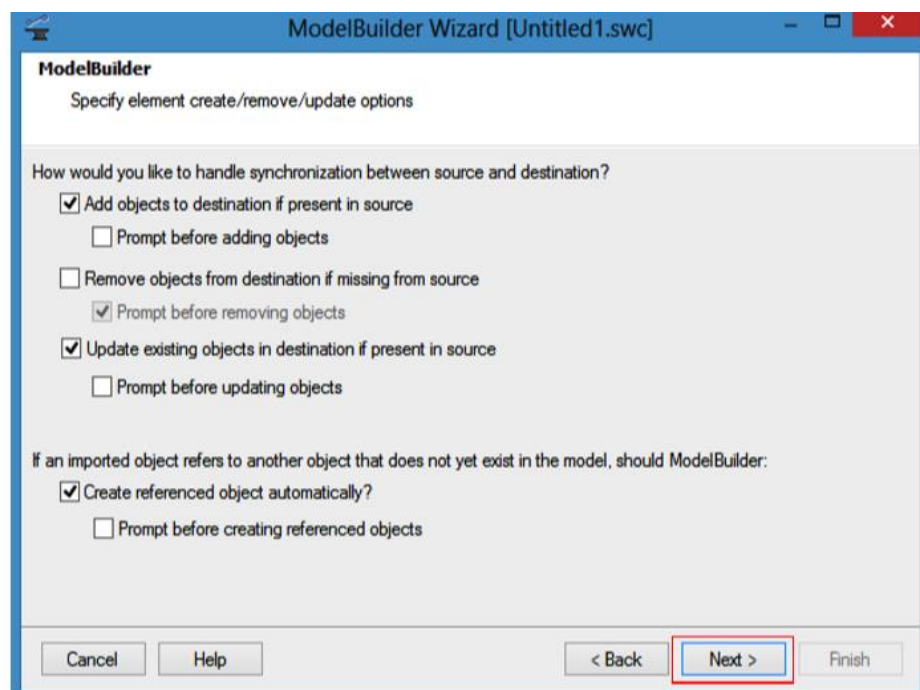 ModelBuilder Wizard [Untitled1.swc]
ModelBuilder
Specify element create/remove/update options
How would you like to handle synchronization between source and destination?
Add objects to destination if present in source
Prompt before adding objects
Remove objects from destination if missing from source
Prompt before removing objects
Update existing objects in destination if present in source
Prompt before updating objects
If an imported object refers to another object that does not yet exist in the model, should ModelBuilder:
Create referenced object automatically?
Prompt before creating referenced objects
Cancel Help < Back Next > Finish